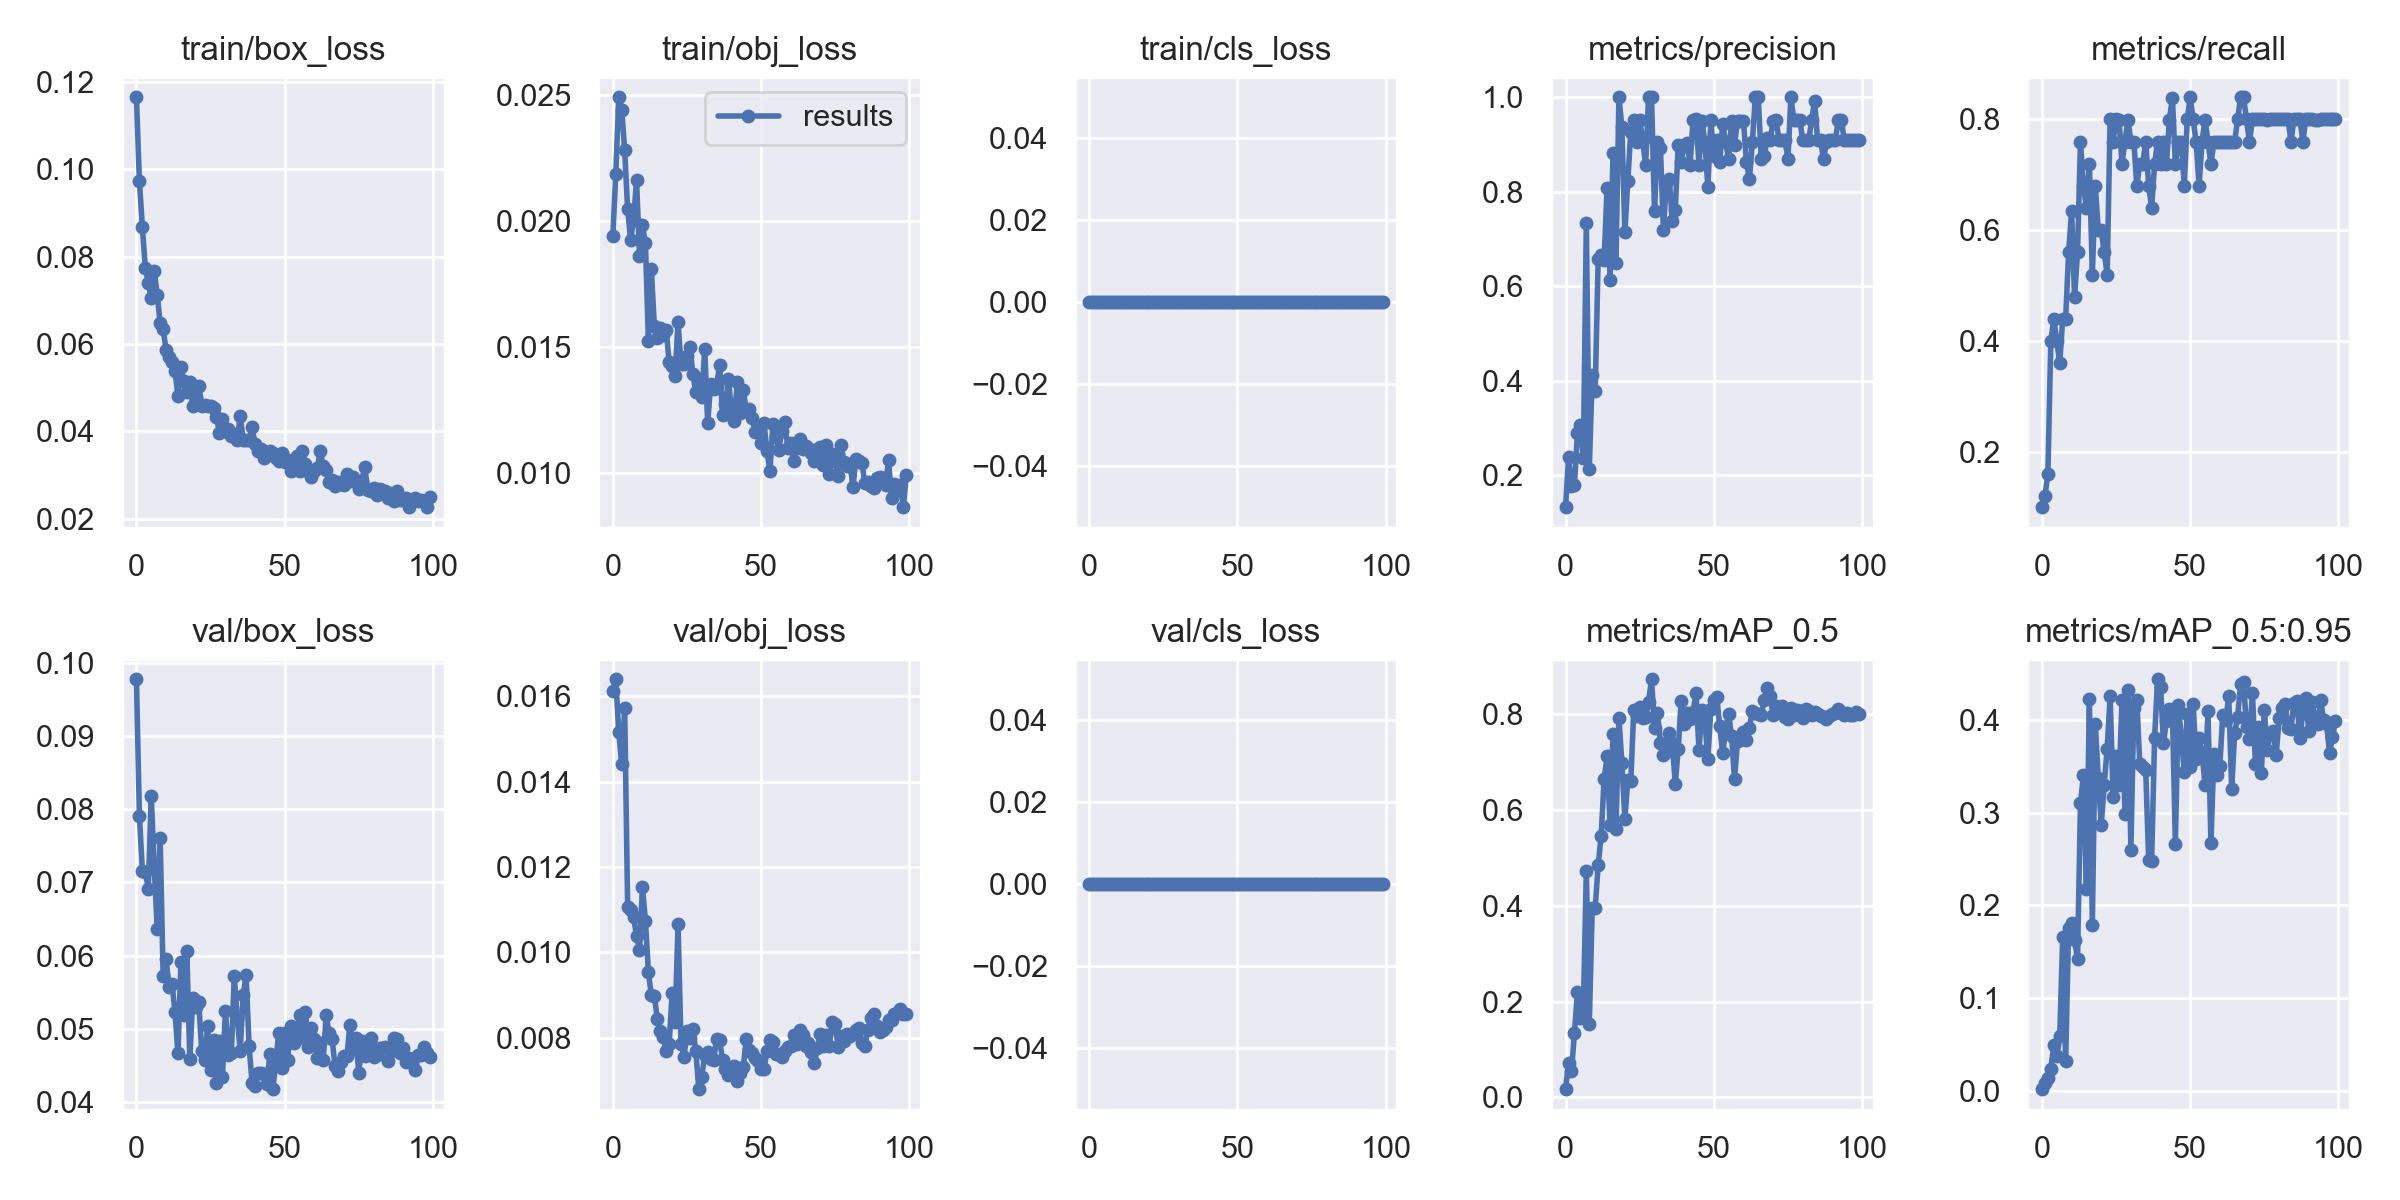 train/box_loss
0.12
0.10
0.08
0.06
0.04
0.02
0 50 100
train/obj_loss
results
0.025
0.020
0.015
0.010
0 50 100
train/cls_loss
0.04
0.02
0.00
−0.02
−0.04
0 50 100
metrics/precision
1.0
0.8
0.6
0.4
0.2
0 50 100
metrics/recall
0.8
0.6
0.4
0.2
0 50 100
val/box_loss
0.10
0.09
0.08
0.07
0.06
0.05
0.04
0 50 100
val/obj_loss
0.016
0.014
0.012
0.010
0.008
0 50 100
val/cls_loss
0.04
0.02
0.00
−0.02
−0.04
0 50 100
metrics/mAP_0.5
0.8
0.6
0.4
0.2
0.0
0 50 100
metrics/mAP_0.5:0.95
0.4
0.3
0.2
0.1
0.0
0 50 100